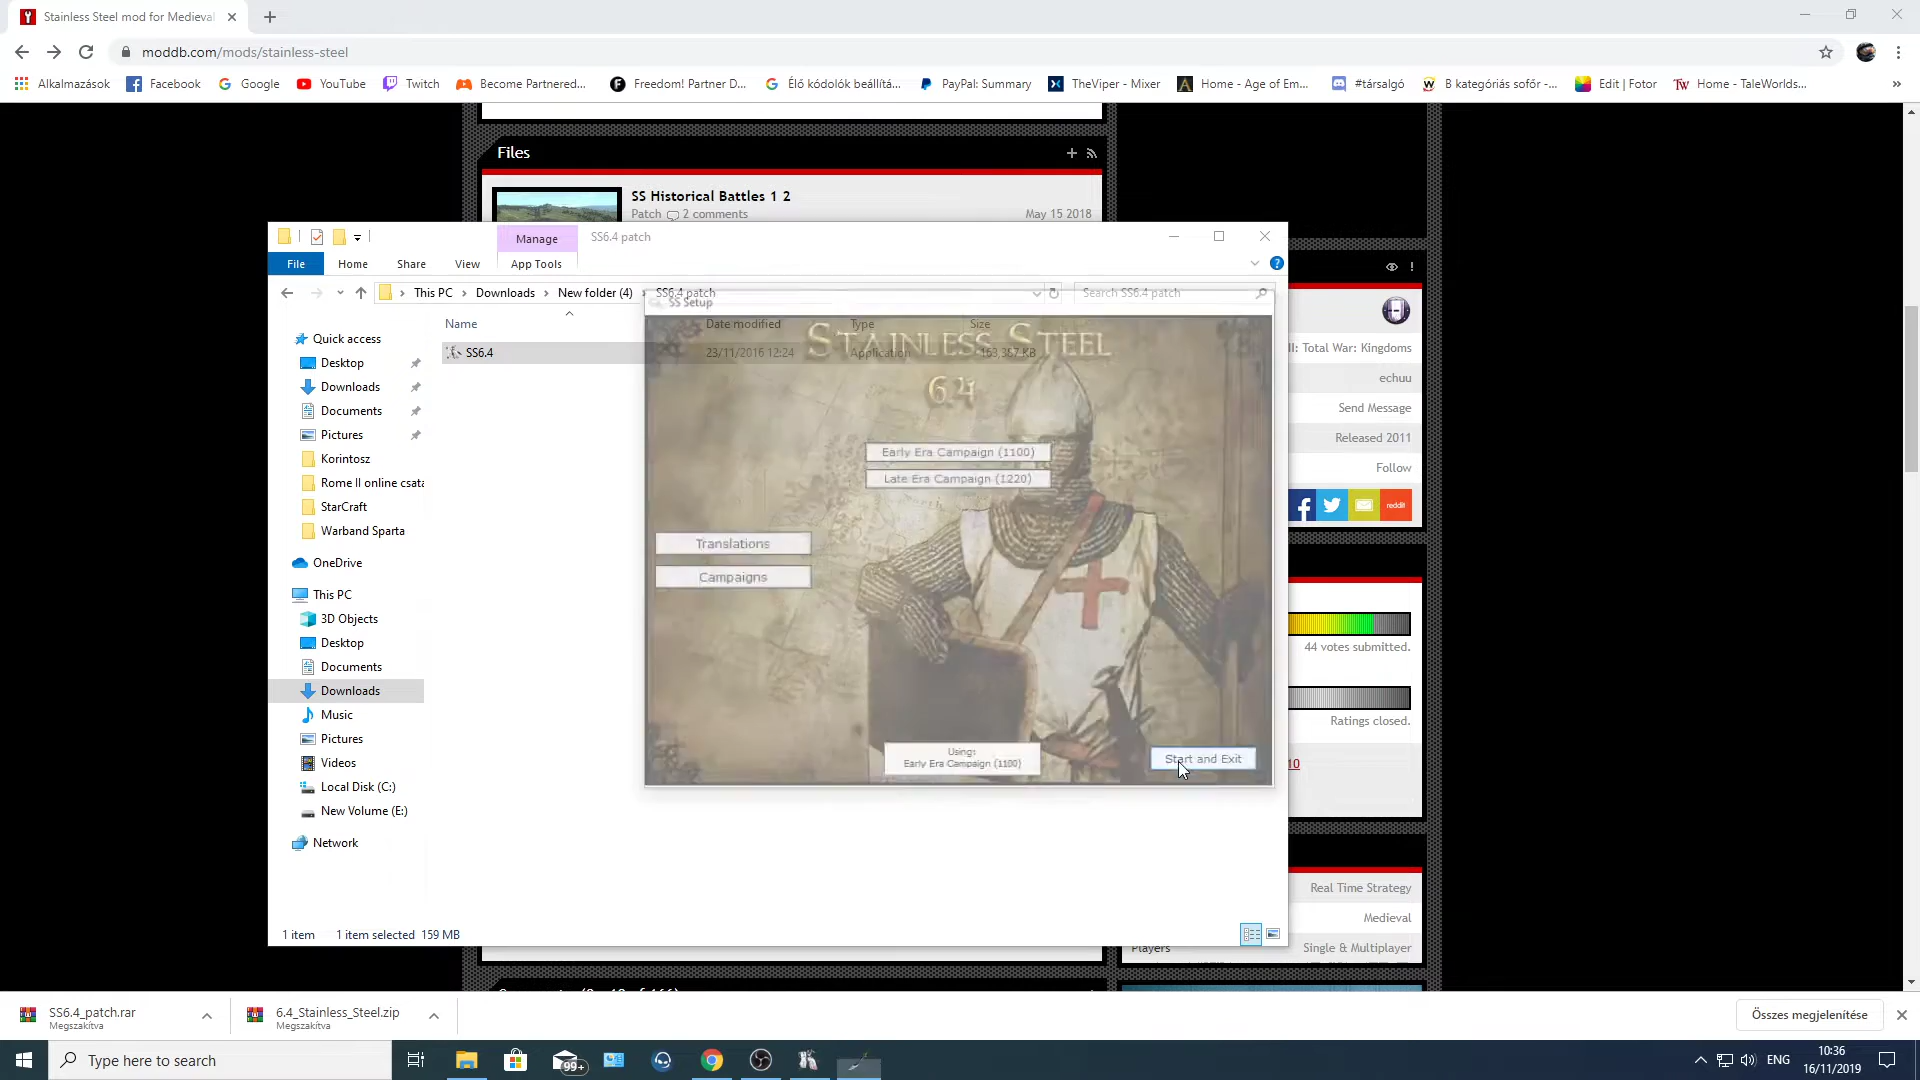 Stainless Steel mod for Medieval
moddb.com/mods/stainless-steel
Alkalmazások
Facebook
Google
YouTube
Twitch
Become Partnered...
Freedom! Partner D...
Élő kódolók beállítá...
PayPal: Summary
TheViper - Mixer
Home - Age of Em...
#társalgó
B kategóriás sofőr -...
Edit | Fotor
Home - TaleWorlds...
Files
SS Historical Battles 1 2
Patch 2 comments
May 15 2018
Manage
SS6.4 patch
File
Home
Share
View
App Tools
This PC
Downloads
New folder (4)
SS6.4 patch
Search SS6.4 patch
SS Setup
Name
Date modified
Type
Size
SS6.4
23/11/2016 12:24
Application
163,387 KB
Quick access
Desktop
Downloads
Documents
Pictures
Korintosz
Rome II online csata
StarCraft
Warband Sparta
OneDrive
This PC
3D Objects
Desktop
Documents
Downloads
Music
Pictures
Videos
Local Disk (C:)
New Volume (E:)
Network
1 item
1 item selected 159 MB
STAINLESS STEEL
6.4
Early Era Campaign (1100)
Late Era Campaign (1220)
Translations
Campaigns
Using:
Early Era Campaign (1100)
Start and Exit
II: Total War: Kingdoms
echuu
Send Message
Released 2011
Follow
reddit
44 votes submitted.
Ratings closed.
10
Real Time Strategy
Medieval
Players
Single & Multiplayer
SS6.4_patch.rar
Megszakítva
6.4_Stainless_Steel.zip
Megszakítva
Összes megjelenítése
Type here to search
99+
ENG
10:36
16/11/2019